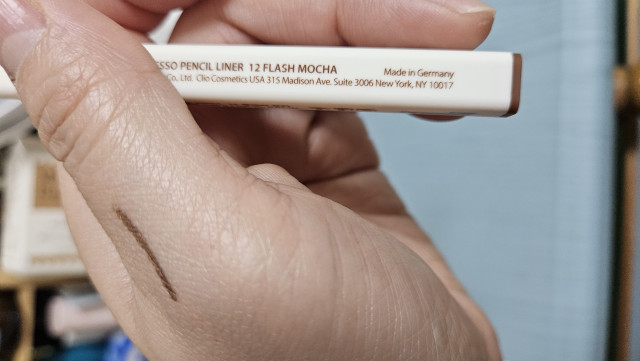 ESSO PENCIL LINER 12 FLASH MOCHA
Co., Ltd. Clio Cosmetics USA 315 Madison Ave. Suite 3006 New York, NY 10017
Made in Germany